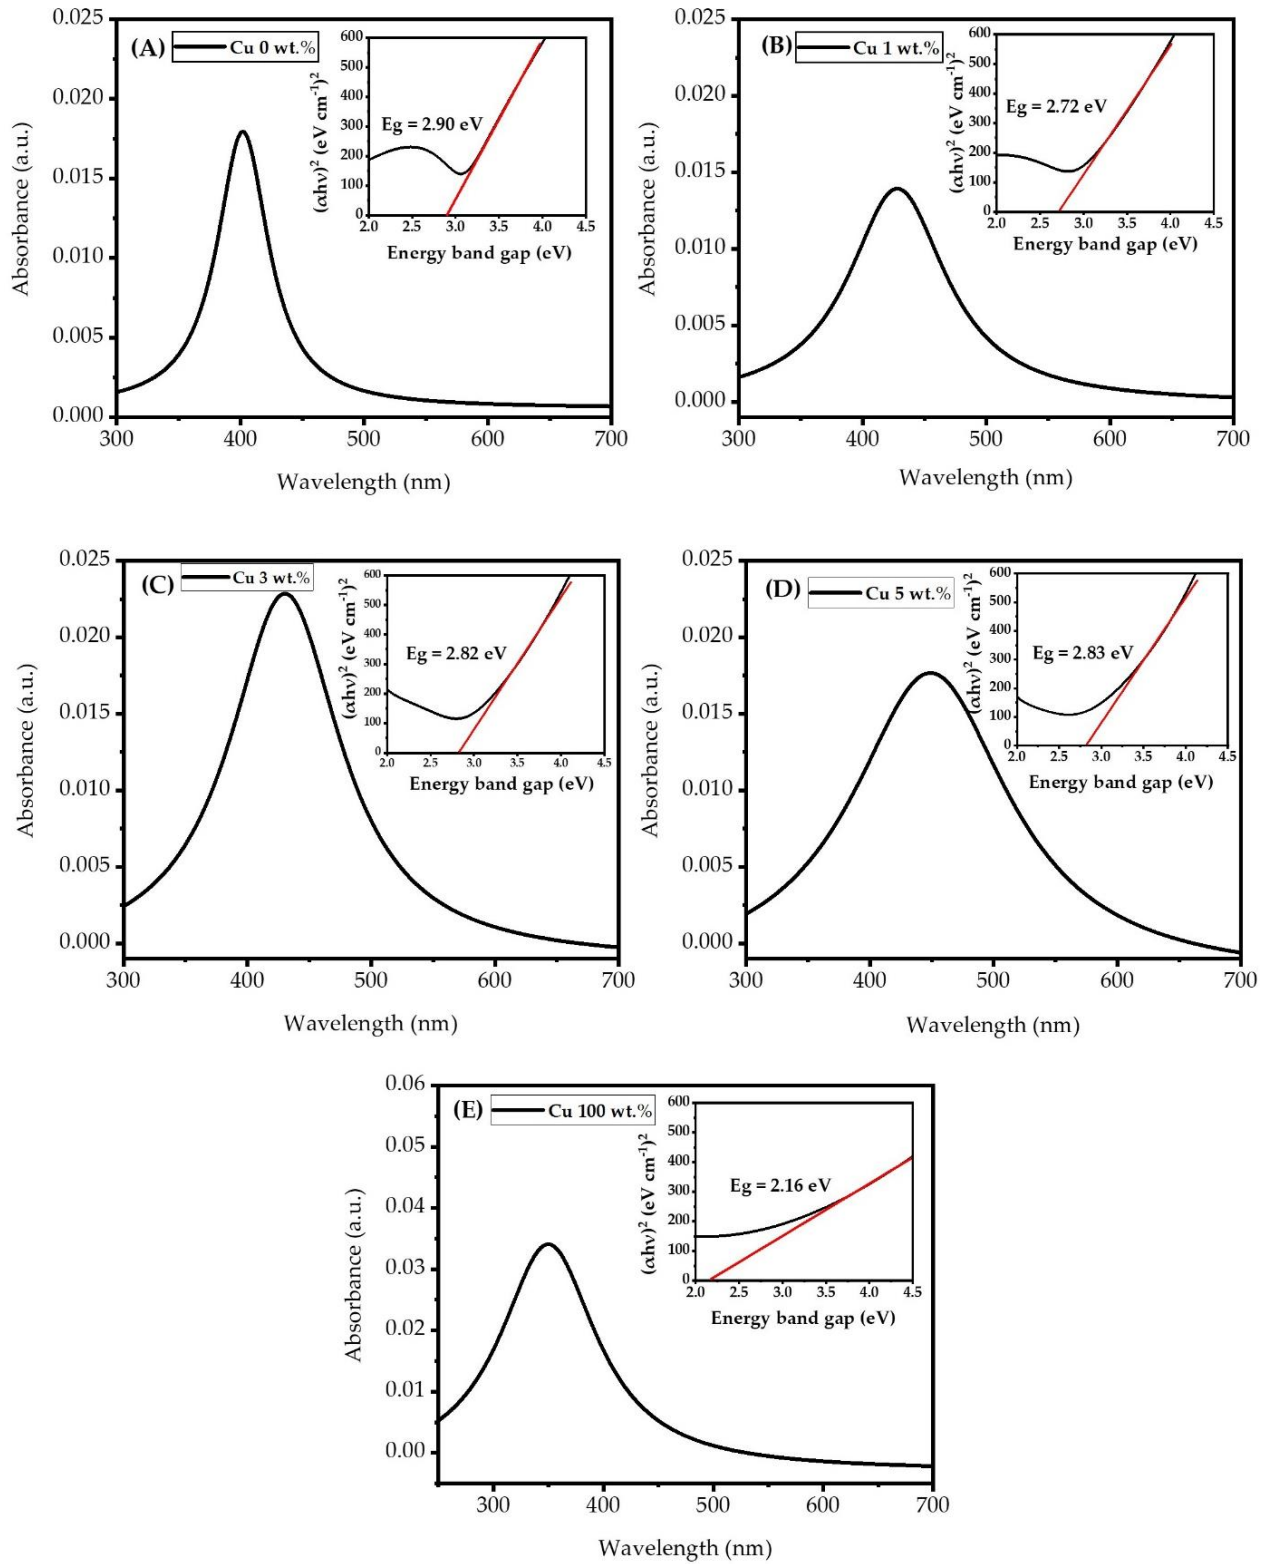 (A) Cu 0 wt.%
Eg = 2.90 eV
(αhν)² (eV cm⁻¹)²
600
500
400
300
200
100
0
2.0 2.5 3.0 3.5 4.0 4.5
Energy band gap (eV)
Absorbance (a.u.)
0.025
0.020
0.015
0.010
0.005
0.000
300 400 500 600 700
Wavelength (nm)
(B) Cu 1 wt.%
Eg = 2.72 eV
(αhν)² (eV cm⁻¹)²
600
500
400
300
200
100
0
2.0 2.5 3.0 3.5 4.0 4.5
Energy band gap (eV)
Absorbance (a.u.)
0.025
0.020
0.015
0.010
0.005
0.000
300 400 500 600 700
Wavelength (nm)
(C) Cu 3 wt.%
Eg = 2.82 eV
(αhν)² (eV cm⁻¹)²
600
500
400
300
200
100
0
2.0 2.5 3.0 3.5 4.0 4.5
Energy band gap (eV)
Absorbance (a.u.)
0.025
0.020
0.015
0.010
0.005
0.000
300 400 500 600 700
Wavelength (nm)
(D) Cu 5 wt.%
Eg = 2.83 eV
(αhν)² (eV cm⁻¹)²
600
500
400
300
200
100
0
2.0 2.5 3.0 3.5 4.0 4.5
Energy band gap (eV)
Absorbance (a.u.)
0.025
0.020
0.015
0.010
0.005
0.000
300 400 500 600 700
Wavelength (nm)
(E) Cu 100 wt.%
Eg = 2.16 eV
(αhν)² (eV cm⁻¹)²
600
500
400
300
200
100
0
2.0 2.5 3.0 3.5 4.0 4.5
Energy band gap (eV)
Absorbance (a.u.)
0.06
0.05
0.04
0.03
0.02
0.01
0.00
300 400 500 600 700
Wavelength (nm)